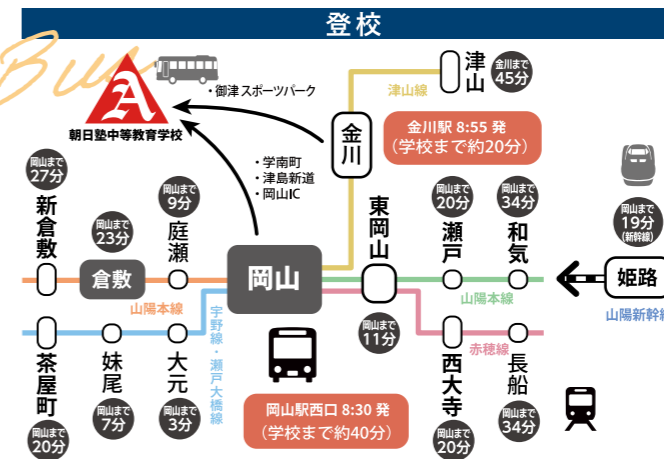 登校
Bus
A
朝日塾中等教育学校
・御津スポーツパーク
津山線
津山
金川まで
45分
金川
金川駅 8:55 発
(学校まで約20分)
・学南町
・津島新道
・岡山IC
岡山まで
27分
新倉敷
岡山まで
23分
倉敷
岡山まで
9分
庭瀬
岡山
東岡山
岡山まで
11分
岡山まで
20分
瀬戸
岡山まで
34分
和気
岡山まで
19分
(新幹線)
姫路
山陽新幹線
山陽本線
山陽本線
宇野線・瀬戸大橋線
赤穂線
茶屋町
岡山まで
20分
妹尾
岡山まで
7分
大元
岡山まで
3分
岡山駅西口 8:30 発
(学校まで約40分)
西大寺
岡山まで
20分
長船
岡山まで
34分